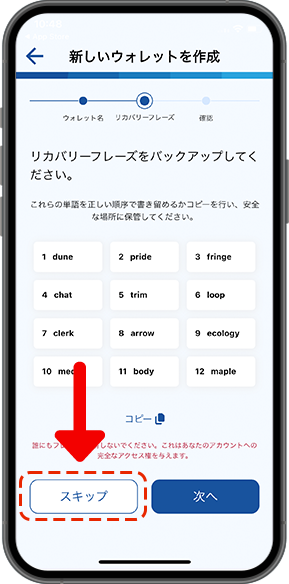 新しいウォレットを作成
ウォレット名 リカバリーフレーズ 確認
リカバリーフレーズをバックアップしてく
ださい。
これらの単語を正しい順序で書き留めるかコピーを行い、安全
な場所に保管してください。
1 dune 2 pride 3 fringe
4 chat 5 trim 6 loop
7 clerk 8 arrow 9 ecology
10 11 body 12 maple
コピー
誰にもフ しないでください。これはあなたのアカウントへの
完全なアクセス権を与えます。
スキップ 次へ